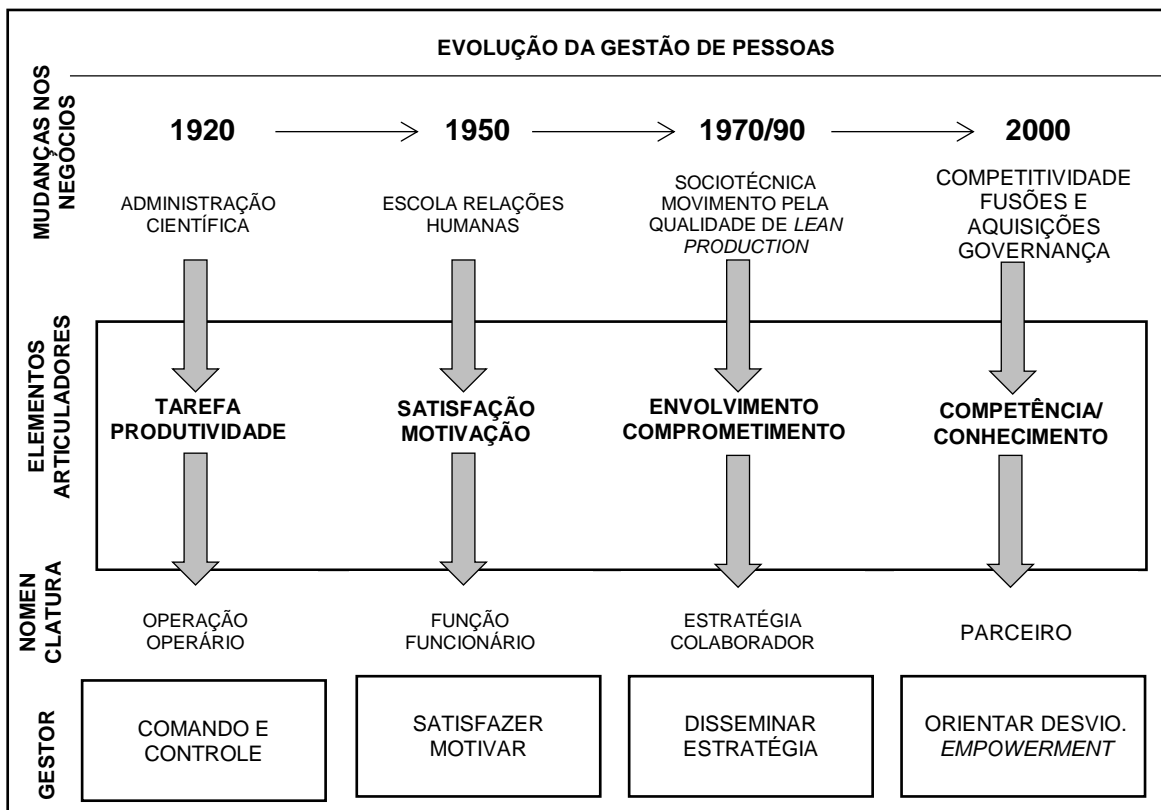 EVOLUÇÃO DA GESTÃO DE PESSOAS
MUDANÇAS NOS
NEGÓCIOS
1920
1950
1970/90
2000
ADMINISTRAÇÃO
CIENTÍFICA
ESCOLA RELAÇÕES
HUMANAS
SOCIOTÉCNICA
MOVIMENTO PELA
QUALIDADE DE LEAN
PRODUCTION
COMPETITIVIDADE
FUSÕES E
AQUISIÇÕES
GOVERNANÇA
ELEMENTOS
ARTICULADORES
TAREFA
PRODUTIVIDADE
SATISFAÇÃO
MOTIVAÇÃO
ENVOLVIMENTO
COMPROMETIMENTO
COMPETÊNCIA/
CONHECIMENTO
NOMEN
CLATURA
OPERAÇÃO
OPERÁRIO
FUNÇÃO
FUNCIONÁRIO
ESTRATÉGIA
COLABORADOR
PARCEIRO
GESTOR
COMANDO E
CONTROLE
SATISFAZER
MOTIVAR
DISSEMINAR
ESTRATÉGIA
ORIENTAR DESVIO.
EMPOWERMENT